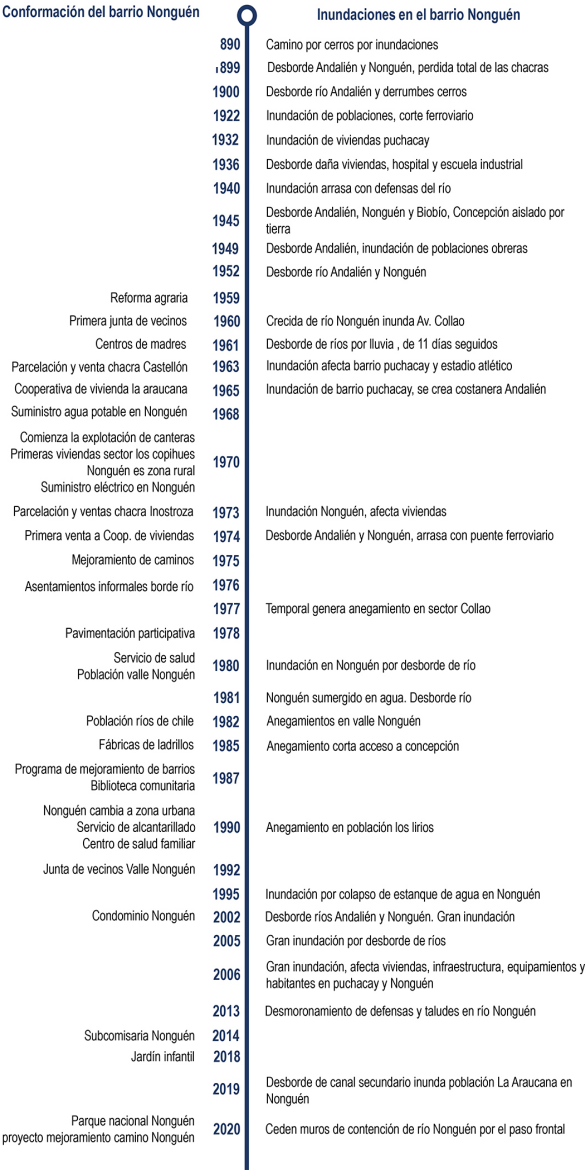 Conformación del barrio Nonguén
Inundaciones en el barrio Nonguén
890 Camino por cerros por inundaciones
1899 Desborde Andalién y Nonguén, perdida total de las chacras
1900 Desborde río Andalién y derrumbes cerros
1922 Inundación de poblaciones, corte ferroviario
1932 Inundación de viviendas puchacay
1936 Desborde daña viviendas, hospital y escuela industrial
1940 Inundación arrasa con defensas del río
1945 Desborde Andalién, Nonguén y Biobío, Concepción aislado por
tierra
1949 Desborde Andalién, inundación de poblaciones obreras
1952 Desborde río Andalién y Nonguén
Reforma agraria 1959
Primera junta de vecinos 1960 Crecida de río Nonguén inunda Av. Collao
Centros de madres 1961 Desborde de ríos por lluvia , de 11 días seguidos
Parcelación y venta chacra Castellón 1963 Inundación afecta barrio puchacay y estadio atlético
Cooperativa de vivienda la araucana 1965 Inundación de barrio puchacay, se crea costanera Andalién
Suministro agua potable en Nonguén 1968
Comienza la explotación de canteras
Primeras viviendas sector los copihues
Nonguén es zona rural
Suministro eléctrico en Nonguén
1970
Parcelación y ventas chacra Inostroza 1973 Inundación Nonguén, afecta viviendas
Primera venta a Coop. de viviendas 1974 Desborde Andalién y Nonguén, arrasa con puente ferroviario
Mejoramiento de caminos 1975
Asentamientos informales borde río 1976
1977 Temporal genera anegamiento en sector Collao
Pavimentación participativa 1978
Servicio de salud
Población valle Nonguén
1980 Inundación en Nonguén por desborde de río
1981 Nonguén sumergido en agua. Desborde río
Población ríos de chile 1982 Anegamientos en valle Nonguén
Fábricas de ladrillos 1985 Anegamiento corta acceso a concepción
Programa de mejoramiento de barrios
Biblioteca comunitaria
1987
Nonguén cambia a zona urbana
Servicio de alcantarillado
Centro de salud familiar
1990 Anegamiento en población los lirios
Junta de vecinos Valle Nonguén 1992
1995 Inundación por colapso de estanque de agua en Nonguén
Condominio Nonguén 2002 Desborde ríos Andalién y Nonguén. Gran inundación
2005 Gran inundación por desborde de ríos
2006 Gran inundación, afecta viviendas, infraestructura, equipamientos y
habitantes en puchacay y Nonguén
2013 Desmoronamiento de defensas y taludes en río Nonguén
Subcomisaria Nonguén 2014
Jardín infantil 2018
2019 Desborde de canal secundario inunda población La Araucana en
Nonguén
Parque nacional Nonguén
proyecto mejoramiento camino Nonguén
2020 Ceden muros de contención de río Nonguén por el paso frontal